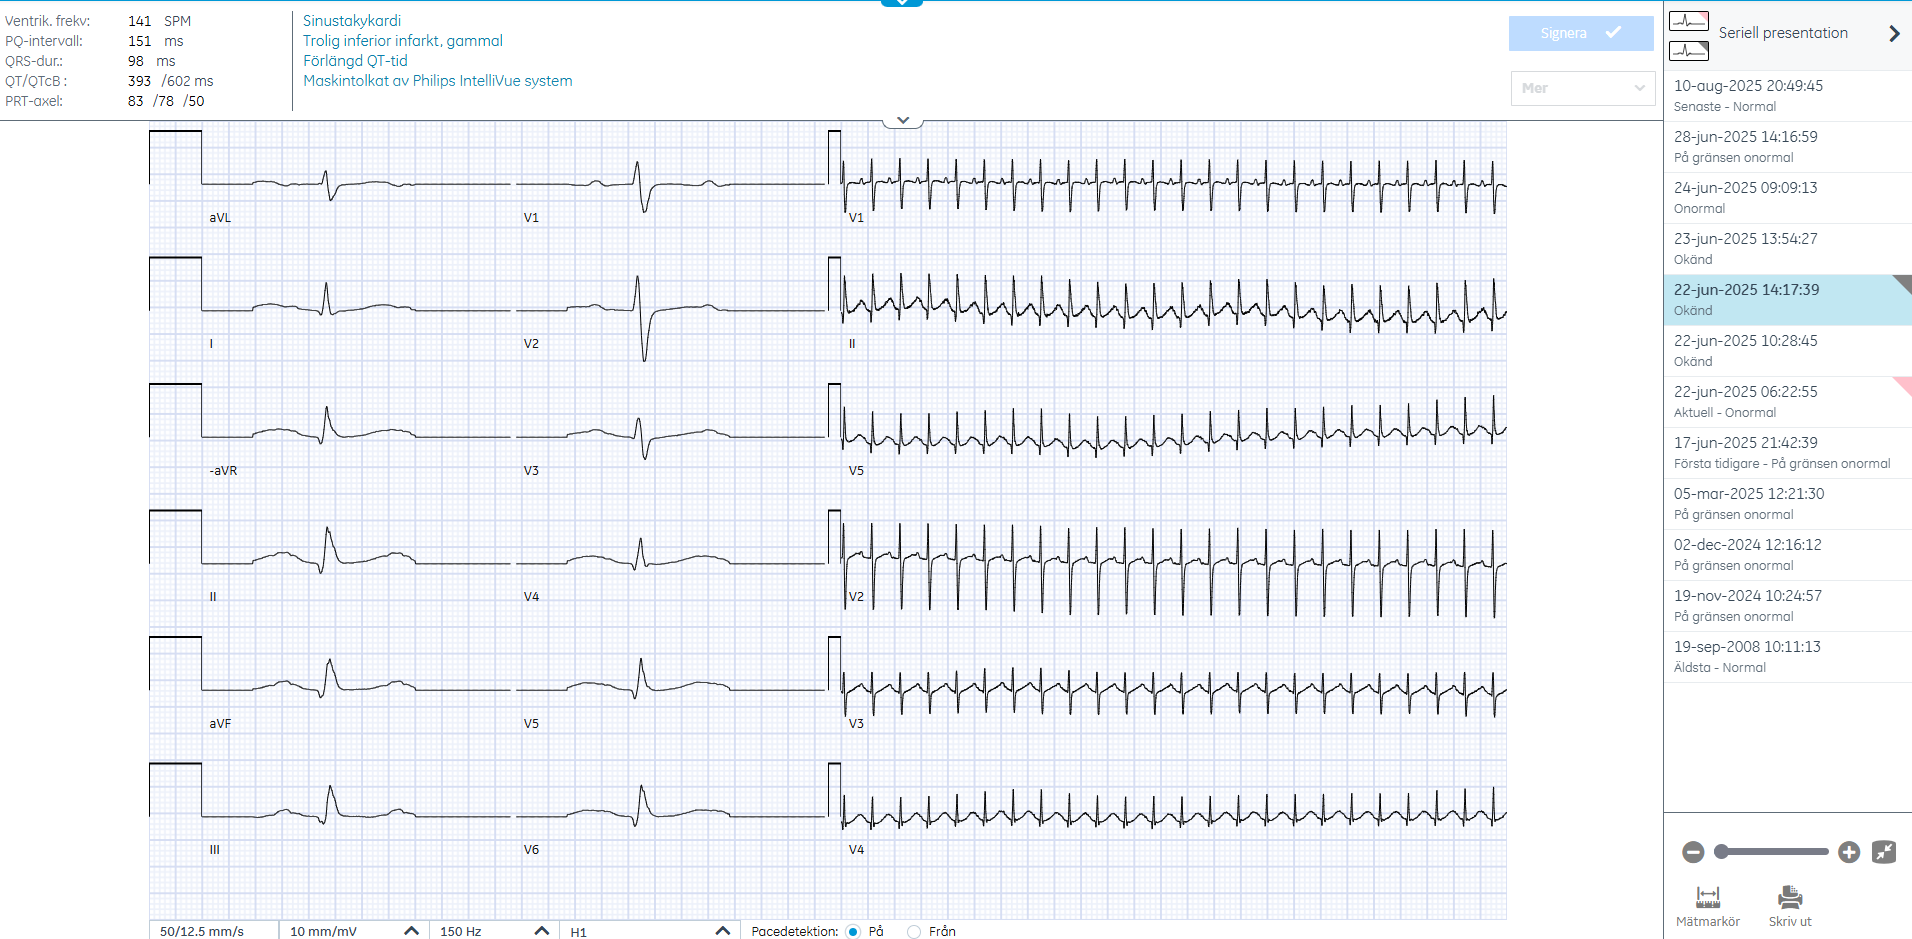 Ventrik. frekv: 141 SPM
PQ-intervall: 151 ms
QRS-dur.: 98 ms
QT/QTcB : 393 /602 ms
PRT-axel: 83 /78 /50
Sinustakykardi
Trolig inferior infarkt, gammal
Förlängd QT-tid
Maskintolkat av Philips IntelliVue system
Signera
Mer
aVL
V1
V1
I
V2
II
-aVR
V3
V5
II
V4
V2
aVF
V5
V3
III
V6
V4
50/12.5 mm/s
10 mm/mV
150 Hz
H1
Pacedetektion: På Från
Seriell presentation
10-aug-2025 20:49:45
Senaste - Normal
28-jun-2025 14:16:59
På gränsen onormal
24-jun-2025 09:09:13
Onormal
23-jun-2025 13:54:27
Okänd
22-jun-2025 14:17:39
Okänd
22-jun-2025 10:28:45
Okänd
22-jun-2025 06:22:55
Aktuell - Onormal
17-jun-2025 21:42:39
Första tidigare - På gränsen onormal
05-mar-2025 12:21:30
På gränsen onormal
02-dec-2024 12:16:12
På gränsen onormal
19-nov-2024 10:24:57
På gränsen onormal
19-sep-2008 10:11:13
Äldsta - Normal
Mätmarkör
Skriv ut